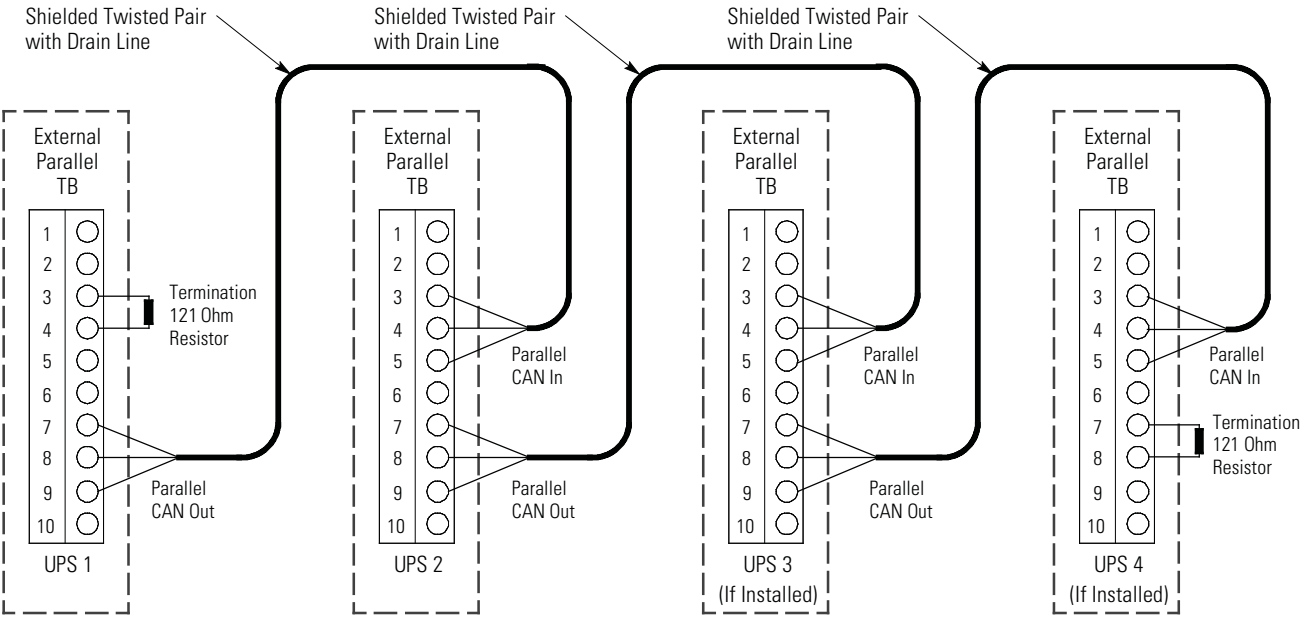 Shielded Twisted Pair
with Drain Line
Shielded Twisted Pair
with Drain Line
Shielded Twisted Pair
with Drain Line
External
Parallel
TB
1
2
3
4
5
6
7
8
9
10
Termination
121 Ohm
Resistor
Parallel
CAN Out
UPS 1
External
Parallel
TB
1
2
3
4
5
6
7
8
9
10
Parallel
CAN In
Parallel
CAN Out
UPS 2
External
Parallel
TB
1
2
3
4
5
6
7
8
9
10
Parallel
CAN In
Parallel
CAN Out
UPS 3
(If Installed)
External
Parallel
TB
1
2
3
4
5
6
7
8
9
10
Parallel
CAN In
Termination
121 Ohm
Resistor
UPS 4
(If Installed)